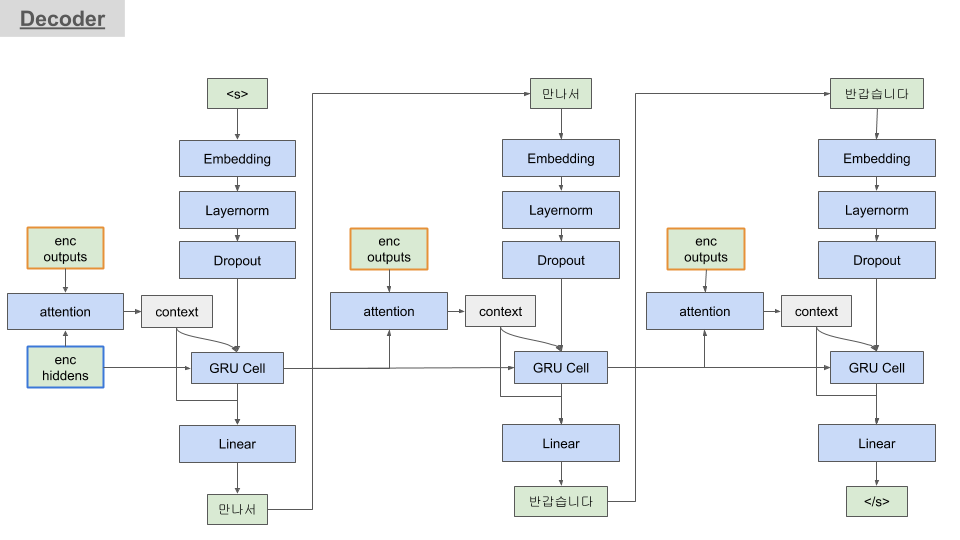 Decoder
<s>
Embedding
Layernorm
Dropout
enc
outputs
attention
context
enc
hiddens
GRU Cell
Linear
만나서
만나서
Embedding
Layernorm
Dropout
enc
outputs
attention
context
GRU Cell
Linear
반갑습니다
반갑습니다
Embedding
Layernorm
Dropout
enc
outputs
attention
context
GRU Cell
Linear
</s>